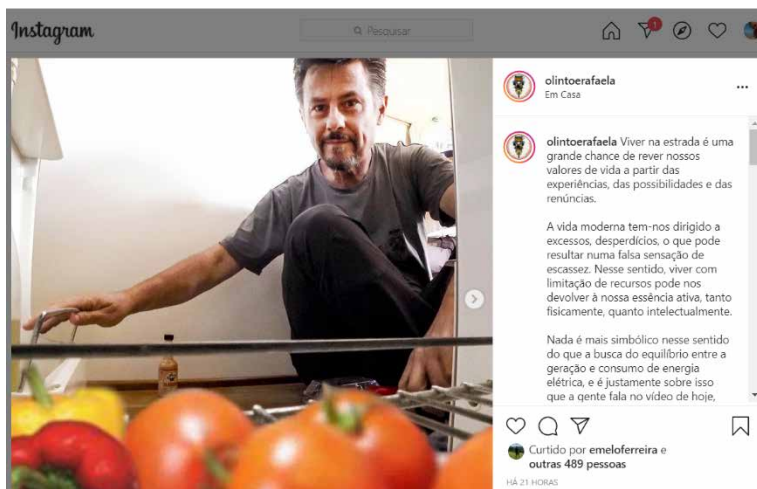 Instagram
Pesquisar
1
olintoerafaela
Em Casa
olintoerafaela Viver na estrada é uma
grande chance de rever nossos
valores de vida a partir das
experiências, das possibilidades e das
renúncias.
A vida moderna tem-nos dirigido a
excessos, desperdícios, o que pode
resultar numa falsa sensação de
escassez. Nesse sentido, viver com
limitação de recursos pode nos
devolver à nossa essência ativa, tanto
fisicamente, quanto intelectualmente.
Nada é mais simbólico nesse sentido
do que a busca do equilíbrio entre a
geração e consumo de energia
elétrica, e é justamente sobre isso
que a gente fala no vídeo de hoje,
Curtido por emeloferreira e
outras 489 pessoas
HÁ 21 HORAS